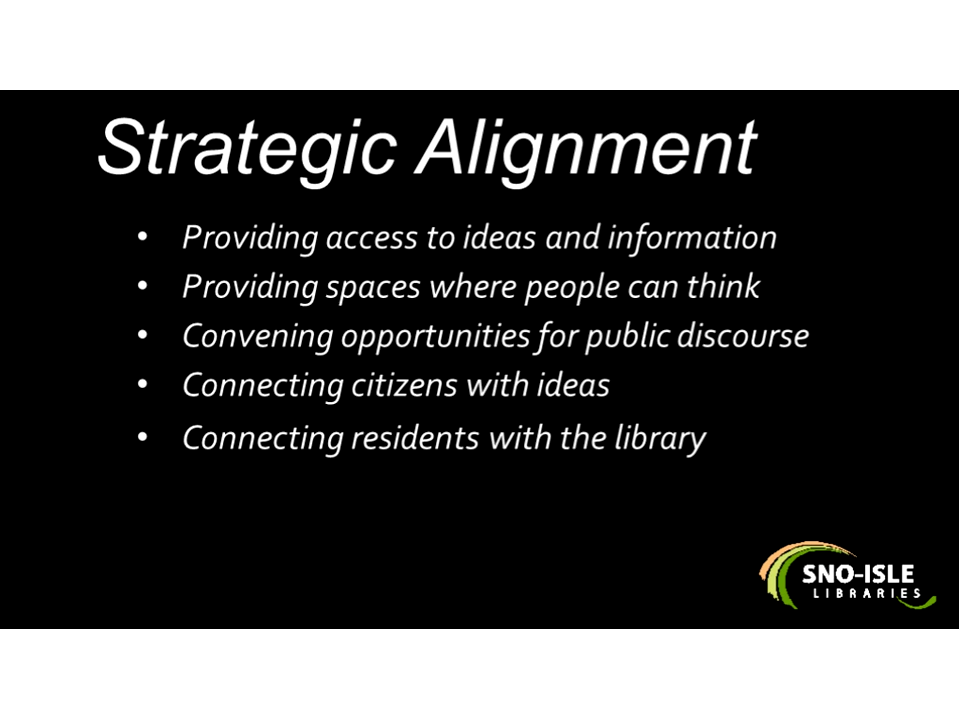 Strategic Alignment
• Providing access to ideas and information
• Providing spaces where people can think
• Convening opportunities for public discourse
• Connecting citizens with ideas
• Connecting residents with the library
SNO-ISLE
LIBRARIES